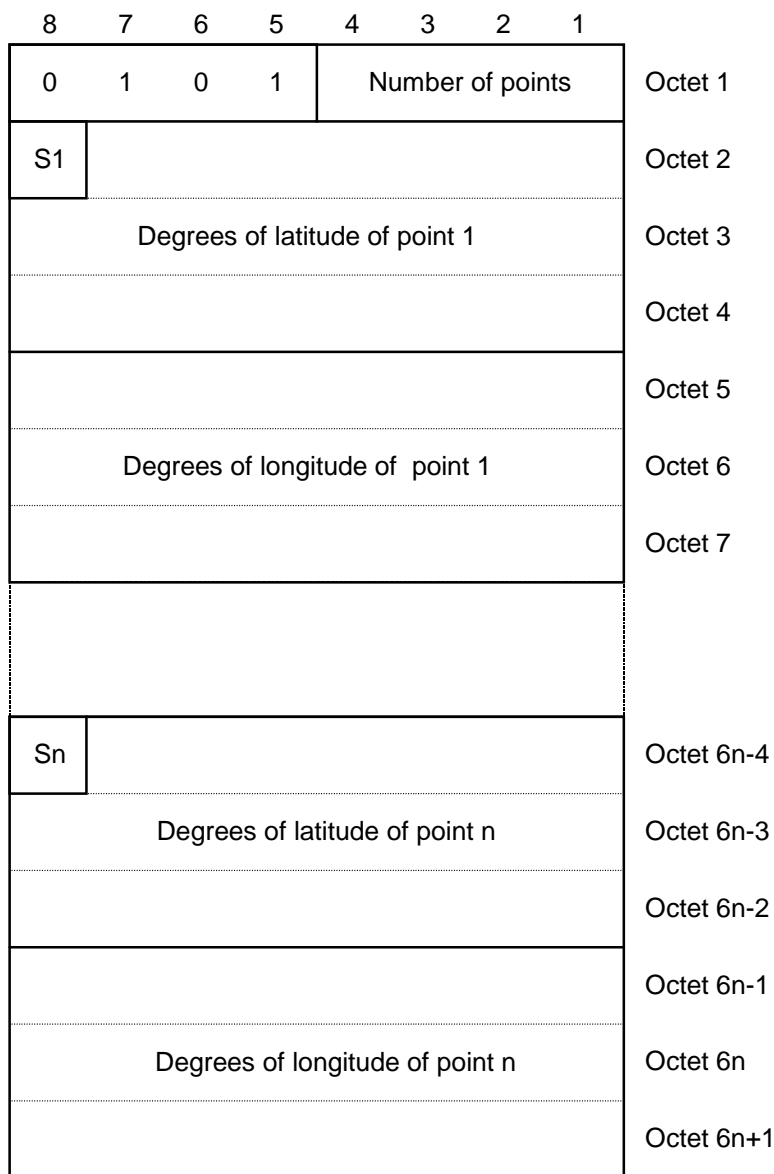 8 7 6 5 4 3 2 1
0 1 0 1 Number of points Octet 1
S1 Octet 2
Degrees of latitude of point 1 Octet 3
Octet 4
Octet 5
Degrees of longitude of point 1 Octet 6
Octet 7
Sn Octet 6n-4
Degrees of latitude of point n Octet 6n-3
Octet 6n-2
Octet 6n-1
Degrees of longitude of point n Octet 6n
Octet 6n+1